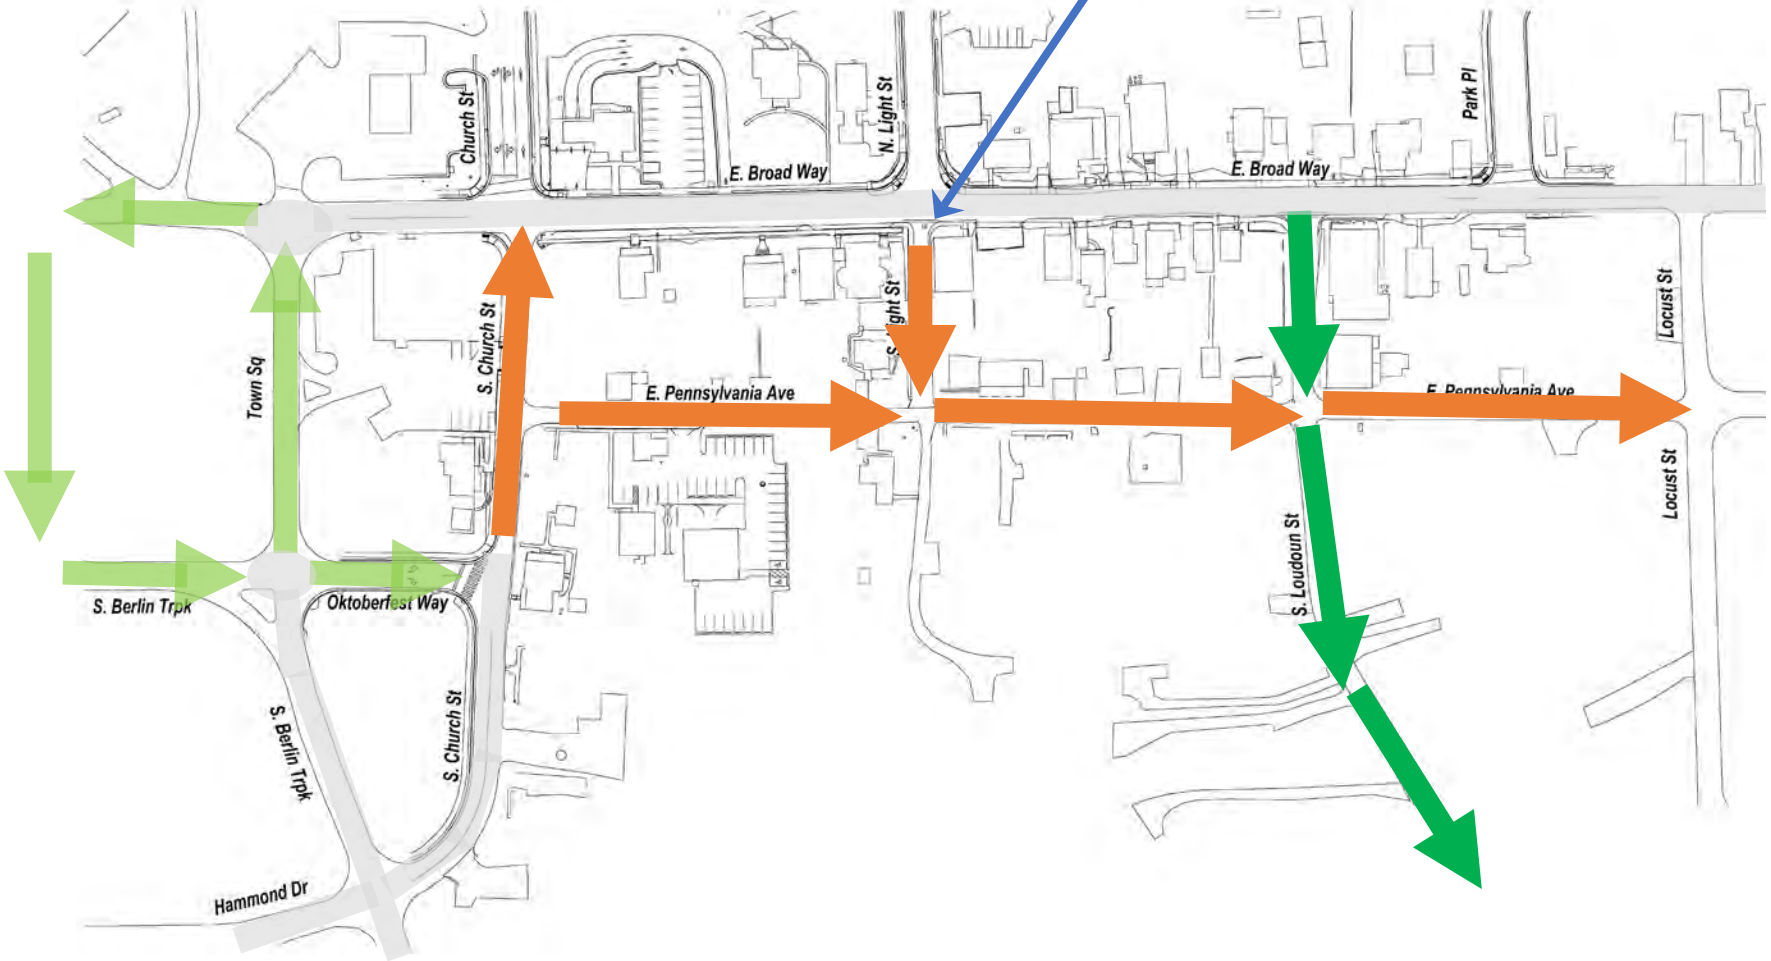 Church St
N. Light St
Park Pl
E. Broad Way
E. Broad Way
S. Church St
Locust St
Town Sq
E. Pennsylvania Ave
E. Pennsylvania Ave
Locust St
S. Loudoun St
S. Berlin Trpk
Oktoberfest Way
S. Berlin Trpk
S. Church St
Hammond Dr